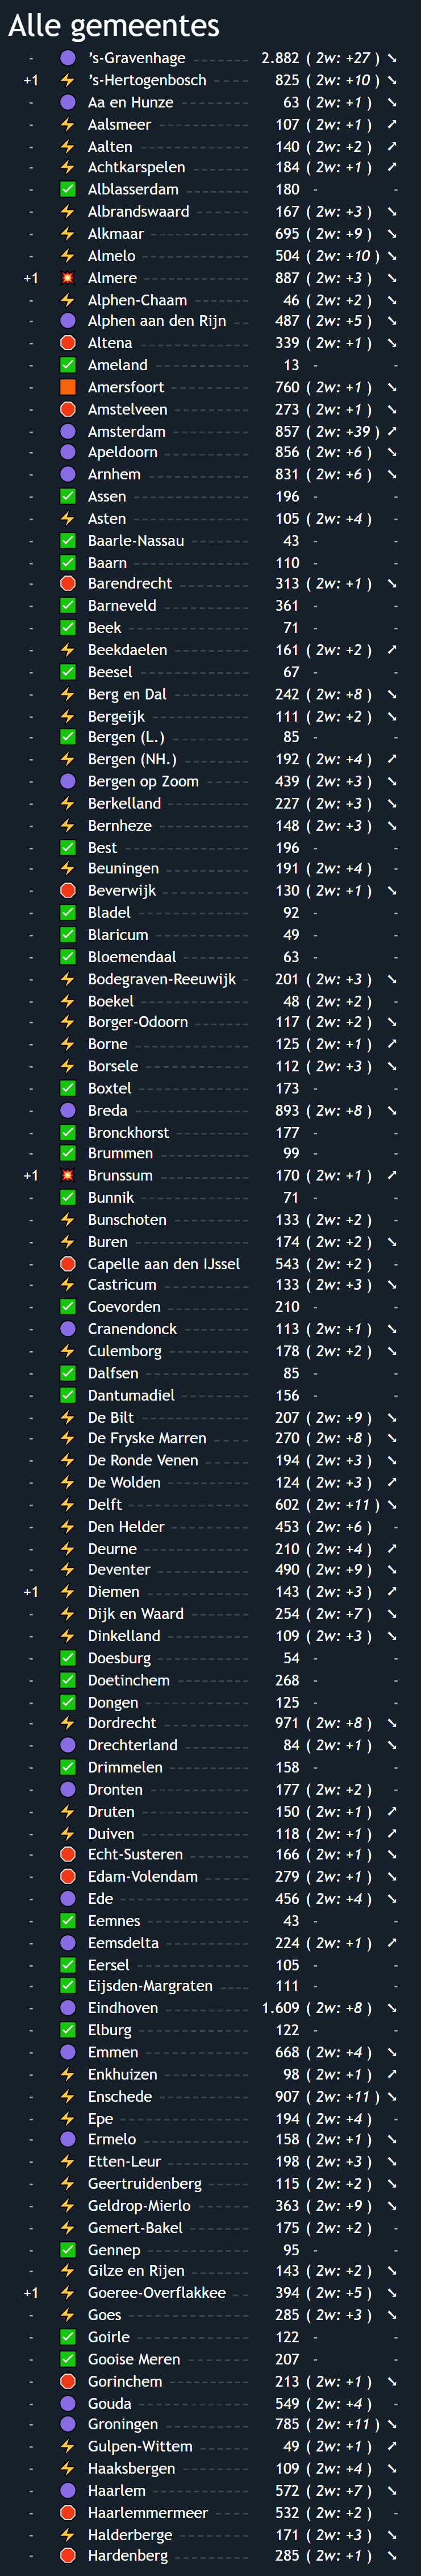 Alle gemeentes
- 's-Gravenhage 2.882 ( 2w: +27 ) ➘
+1 ’s-Hertogenbosch 825 ( 2w: +10 ) ➘
- Aa en Hunze 63 ( 2w: +1 ) ➘
- Aalsmeer 107 ( 2w: +1 ) ➚
- Aalten 140 ( 2w: +2 ) ➚
- Achtkarspelen 184 ( 2w: +1 ) ➚
- Alblasserdam 180 - -
- Albrandswaard 167 ( 2w: +3 ) ➘
- Alkmaar 695 ( 2w: +9 ) ➘
- Almelo 504 ( 2w: +10 ) ➘
+1 Almere 887 ( 2w: +3 ) ➘
- Alphen-Chaam 46 ( 2w: +2 ) ➘
- Alphen aan den Rijn 487 ( 2w: +5 ) ➘
- Altena 339 ( 2w: +1 ) ➘
- Ameland 13 - -
- Amersfoort 760 ( 2w: +1 ) ➘
- Amstelveen 273 ( 2w: +1 ) ➘
- Amsterdam 857 ( 2w: +39 ) ➚
- Apeldoorn 856 ( 2w: +6 ) ➘
- Arnhem 831 ( 2w: +6 ) ➘
- Assen 196 - -
- Asten 105 ( 2w: +4 ) -
- Baarle-Nassau 43 - -
- Baarn 110 - -
- Barendrecht 313 ( 2w: +1 ) ➘
- Barneveld 361 - -
- Beek 71 - -
- Beekdaelen 161 ( 2w: +2 ) ➚
- Beesel 67 - -
- Berg en Dal 242 ( 2w: +8 ) ➘
- Bergeijk 111 ( 2w: +2 ) ➘
- Bergen (L.) 85 - -
- Bergen (NH.) 192 ( 2w: +4 ) ➚
- Bergen op Zoom 439 ( 2w: +3 ) ➘
- Berkelland 227 ( 2w: +3 ) ➘
- Bernheze 148 ( 2w: +3 ) ➘
- Best 196 - -
- Beuningen 191 ( 2w: +4 ) -
- Beverwijk 130 ( 2w: +1 ) ➘
- Bladel 92 - -
- Blaricum 49 - -
- Bloemendaal 63 - -
- Bodegraven-Reeuwijk 201 ( 2w: +3 ) ➘
- Boekel 48 ( 2w: +2 ) -
- Borger-Odoorn 117 ( 2w: +2 ) ➘
- Borne 125 ( 2w: +1 ) ➚
- Borsele 112 ( 2w: +3 ) ➘
- Boxtel 173 - -
- Breda 893 ( 2w: +8 ) ➘
- Bronckhorst 177 - -
- Brummen 99 - -
+1 Brunssum 170 ( 2w: +1 ) ➚
- Bunnik 71 - -
- Bunschoten 133 ( 2w: +2 ) -
- Buren 174 ( 2w: +2 ) ➘
- Capelle aan den IJssel 543 ( 2w: +2 ) -
- Castricum 133 ( 2w: +3 ) ➘
- Coevorden 210 - -
- Cranendonck 113 ( 2w: +1 ) ➘
- Culemborg 178 ( 2w: +2 ) ➘
- Dalfsen 85 - -
- Dantumadiel 156 - -
- De Bilt 207 ( 2w: +9 ) ➘
- De Fryske Marren 270 ( 2w: +8 ) ➘
- De Ronde Venen 194 ( 2w: +3 ) ➘
- De Wolden 124 ( 2w: +3 ) ➚
- Delft 602 ( 2w: +11 ) ➘
- Den Helder 453 ( 2w: +6 ) -
- Deurne 210 ( 2w: +4 ) ➚
- Deventer 490 ( 2w: +9 ) ➘
+1 Diemen 143 ( 2w: +3 ) ➚
- Dijk en Waard 254 ( 2w: +7 ) ➘
- Dinkelland 109 ( 2w: +3 ) ➘
- Doesburg 54 - -
- Doetinchem 268 - -
- Dongen 125 - -
- Dordrecht 971 ( 2w: +8 ) ➘
- Drechterland 84 ( 2w: +1 ) ➘
- Drimmelen 158 - -
- Dronten 177 ( 2w: +2 ) -
- Druten 150 ( 2w: +1 ) ➚
- Duiven 118 ( 2w: +1 ) ➚
- Echt-Susteren 166 ( 2w: +1 ) ➘
- Edam-Volendam 279 ( 2w: +1 ) ➘
- Ede 456 ( 2w: +4 ) ➘
- Eemnes 43 - -
- Eemsdelta 224 ( 2w: +1 ) ➚
- Eersel 105 - -
- Eijsden-Margraten 111 - -
- Eindhoven 1.609 ( 2w: +8 ) ➘
- Elburg 122 - -
- Emmen 668 ( 2w: +4 ) ➘
- Enkhuizen 98 ( 2w: +1 ) ➚
- Enschede 907 ( 2w: +11 ) ➘
- Epe 194 ( 2w: +4 ) -
- Ermelo 158 ( 2w: +1 ) ➘
- Etten-Leur 198 ( 2w: +3 ) ➘
- Geertruidenberg 115 ( 2w: +2 ) -
- Geldrop-Mierlo 363 ( 2w: +9 ) ➘
- Gemert-Bakel 175 ( 2w: +2 ) -
- Gennep 95 - -
- Gilze en Rijen 143 ( 2w: +2 ) ➘
+1 Goeree-Overflakkee 394 ( 2w: +5 ) ➘
- Goes 285 ( 2w: +3 ) ➘
- Goirle 122 - -
- Gooise Meren 207 - -
- Gorinchem 213 ( 2w: +1 ) ➘
- Gouda 549 ( 2w: +4 ) -
- Groningen 785 ( 2w: +11 ) ➘
- Gulpen-Wittem 49 ( 2w: +1 ) ➚
- Haaksbergen 109 ( 2w: +4 ) ➘
- Haarlem 572 ( 2w: +7 ) ➘
- Haarlemmermeer 532 ( 2w: +2 ) -
- Halderberge 171 ( 2w: +3 ) ➘
- Hardenberg 285 ( 2w: +1 ) ➘